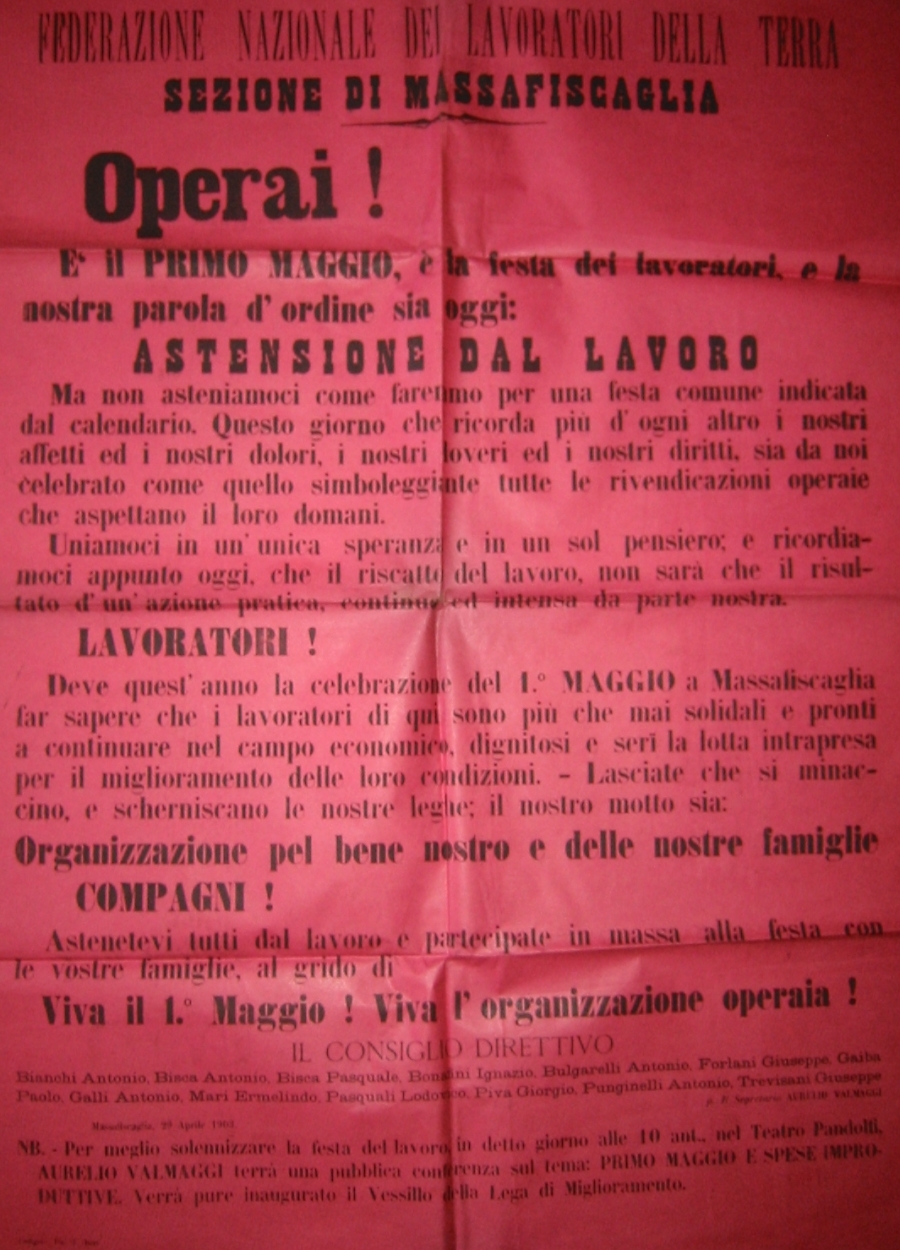 FEDERAZIONE NAZIONALE DEI LAVORATORI DELLA TERRA
SEZIONE DI MASSAFISCAGLIA
Operai !
E' il PRIMO MAGGIO, è la festa dei lavoratori, e la
nostra parola d' ordine sia oggi:
ASTENSIONE DAL LAVORO
Ma non asteniamoci come faremmo per una festa comune indicata
dal calendario. Questo giorno che ricorda più d' ogni altro i nostri
affetti ed i nostri dolori, i nostri doveri ed i nostri diritti, sia da noi
celebrato come quello simboleggiante tutte le rivendicazioni operaie
che aspettano il loro domani.
Uniamoci in un' unica speranza e in un sol pensiero; e ricordia-
moci appunto oggi, che il riscatto del lavoro, non sarà che il risul-
tato d' un' azione pratica, continua ed intensa da parte nostra.
LAVORATORI !
Deve quest' anno la celebrazione del 1.° MAGGIO a Massafiscaglia
far sapere che i lavoratori di qui sono più che mai solidali e pronti
a continuare nel campo economico, dignitosi e serî la lotta intrapresa
per il miglioramento delle loro condizioni. - Lasciate che si minac-
cino, e scherniscano le nostre leghe; il nostro motto sia:
Organizzazione pel bene nostro e delle nostre famiglie
COMPAGNI !
Astenetevi tutti dal lavoro e partecipate in massa alla festa con
le vostre famiglie, al grido di
Viva il 1.° Maggio ! Viva l' organizzazione operaia !
IL CONSIGLIO DIRETTIVO
Bianchi Antonio, Bisca Antonio, Bisca Pasquale, Ignazio, Bulgarelli Antonio, Forlani Giuseppe, Gaiba
Paolo, Galli Antonio, Mari Ermelindo, Pasquali Lodovico, Piva Giorgio, Punginelli Antonio, Trevisani Giuseppe
p. Il Segretario AURELIO VALMAGGI
Massafiscaglia, 29 Aprile
NB. - Per meglio solennizzare la festa del lavoro, in detto giorno alle 10 ant., nel Teatro Pandolfi,
AURELIO VALMAGGI terrà una pubblica conferenza sul tema: PRIMO MAGGIO E SPESE IMPRO-
DUTTIVE. Verrà pure inaugurato il Vessillo della Lega di Miglioramento.